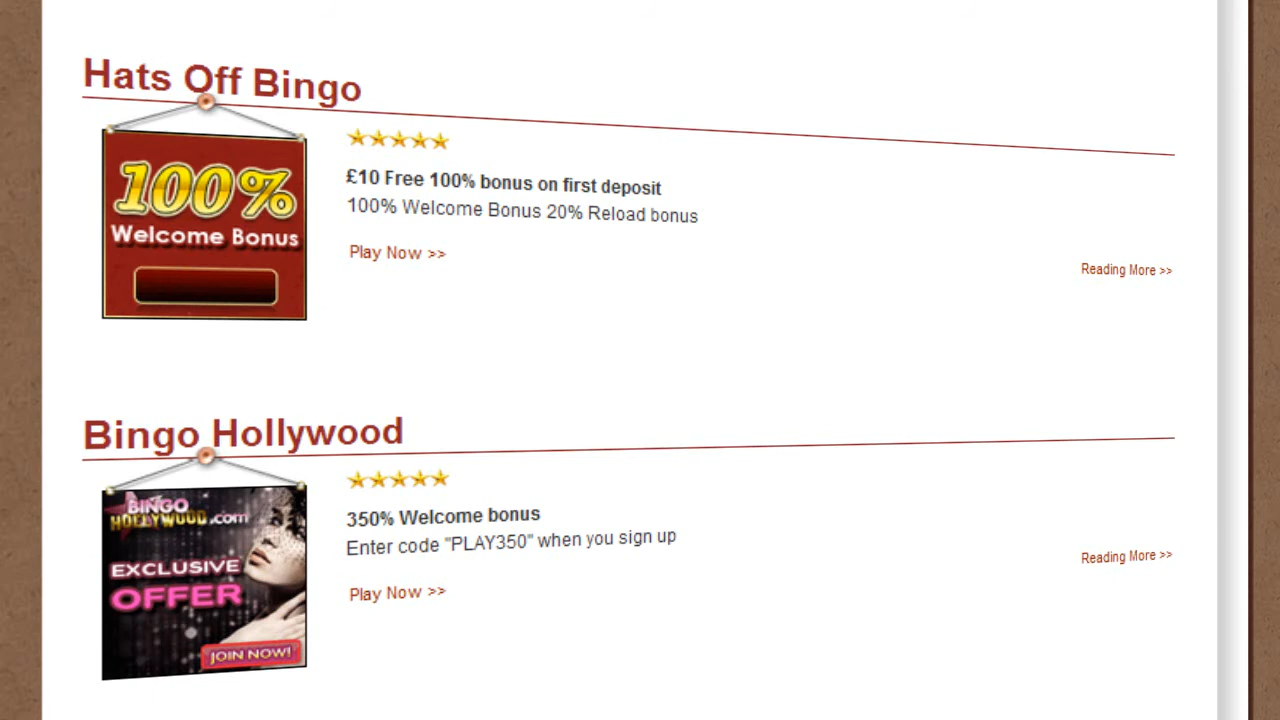 Hats Off Bingo
100%
Welcome Bonus
£10 Free 100% bonus on first deposit
100% Welcome Bonus 20% Reload bonus
Play Now >>
Reading More >>
Bingo Hollywood
BINGO
HOLLYWOOD.com
EXCLUSIVE
OFFER
JOIN NOW!
350% Welcome bonus
Enter code "PLAY350" when you sign up
Play Now >>
Reading More >>